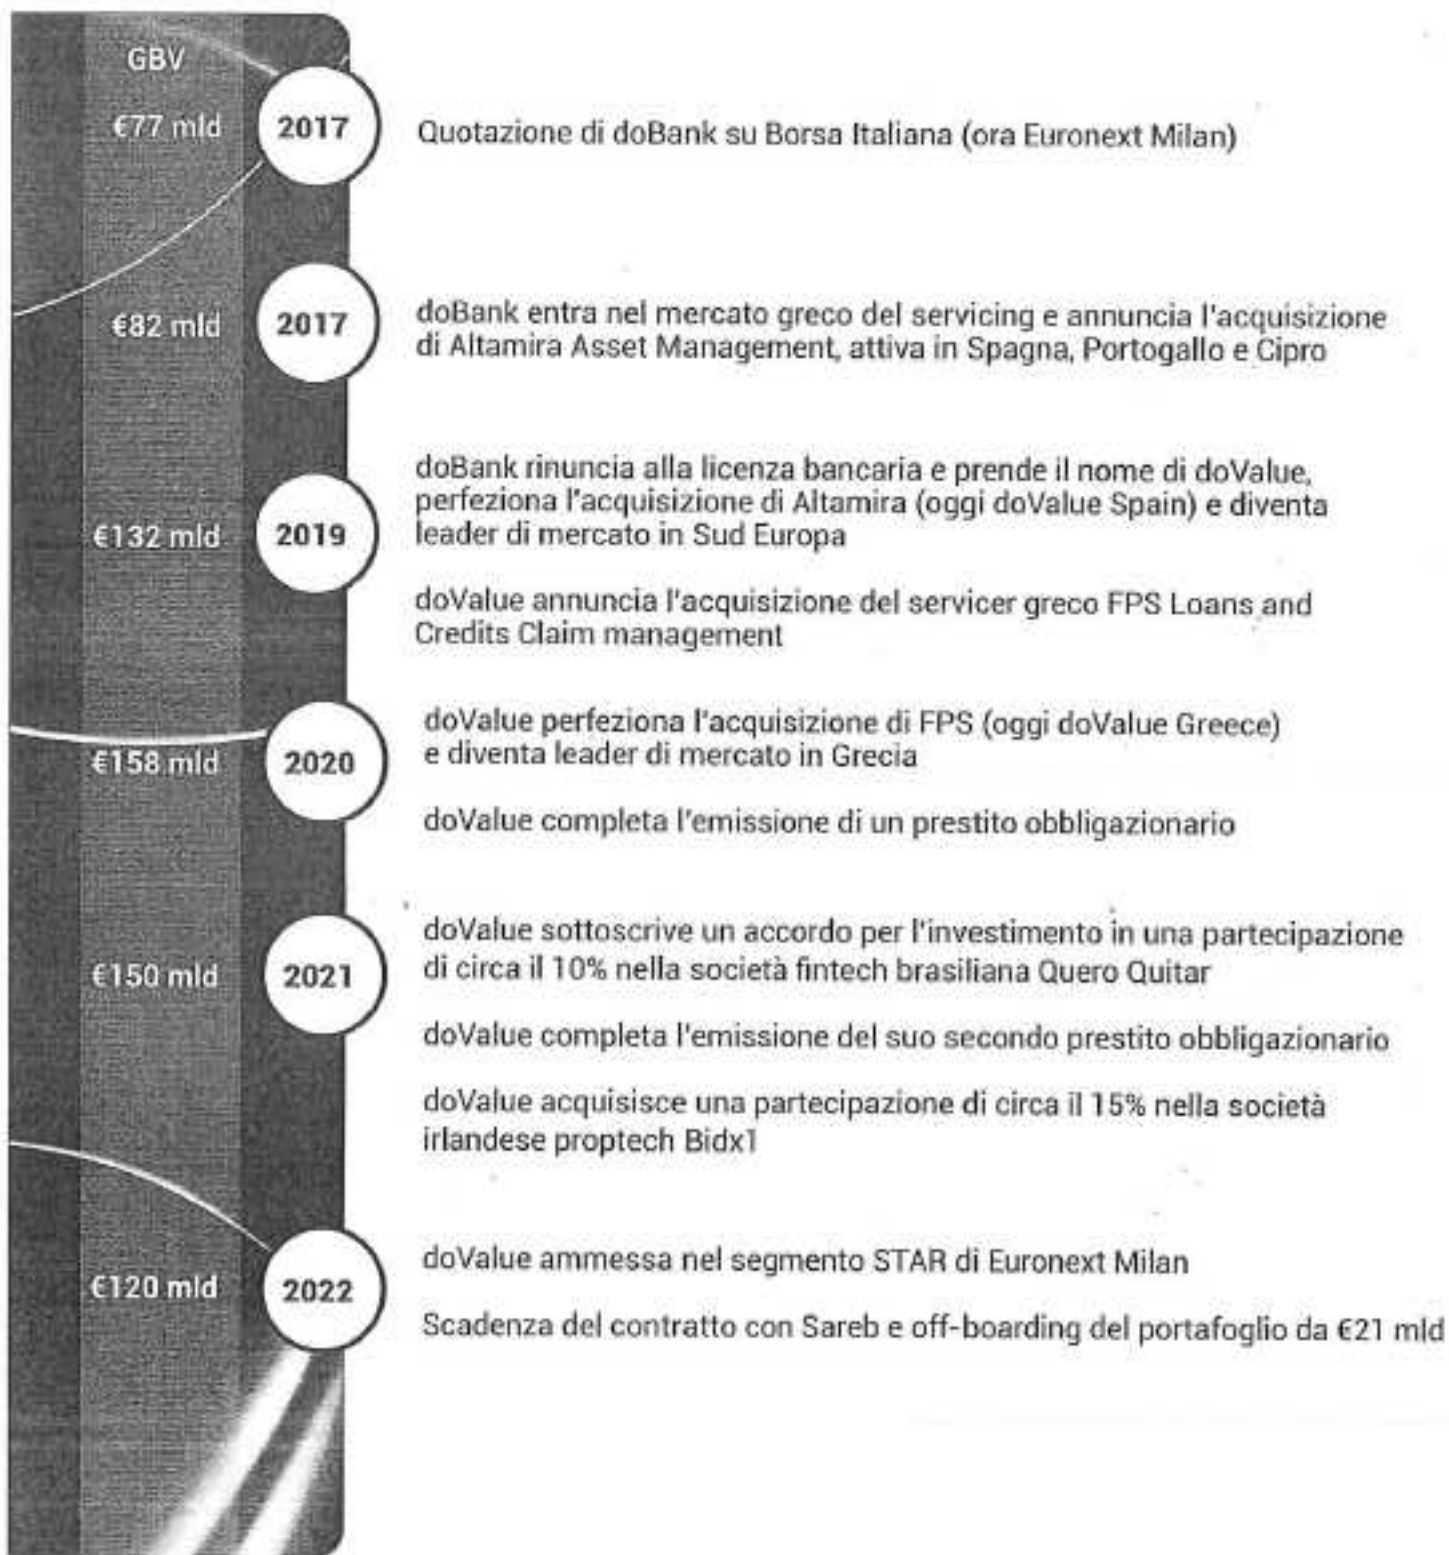 GBV
€77 mld
2017
Quotazione di doBank su Borsa Italiana (ora Euronext Milan)
€82 mld
2017
doBank entra nel mercato greco del servicing e annuncia l'acquisizione
di Altamira Asset Management, attiva in Spagna, Portogallo e Cipro
€132 mld
2019
doBank rinuncia alla licenza bancaria e prende il nome di doValue,
perfeziona l'acquisizione di Altamira (oggi doValue Spain) e diventa
leader di mercato in Sud Europa
doValue annuncia l'acquisizione del servicer greco FPS Loans and
Credits Claim management
€158 mld
2020
doValue perfeziona l'acquisizione di FPS (oggi doValue Greece)
e diventa leader di mercato in Grecia
doValue completa l'emissione di un prestito obbligazionario
€150 mld
2021
doValue sottoscrive un accordo per l'investimento in una partecipazione
di circa il 10% nella società fintech brasiliana Quero Quitar
doValue completa l'emissione del suo secondo prestito obbligazionario
doValue acquisisce una partecipazione di circa il 15% nella società
irlandese proptech Bidx1
€120 mld
2022
doValue ammessa nel segmento STAR di Euronext Milan
Scadenza del contratto con Sareb e off-boarding del portafoglio da €21 mld